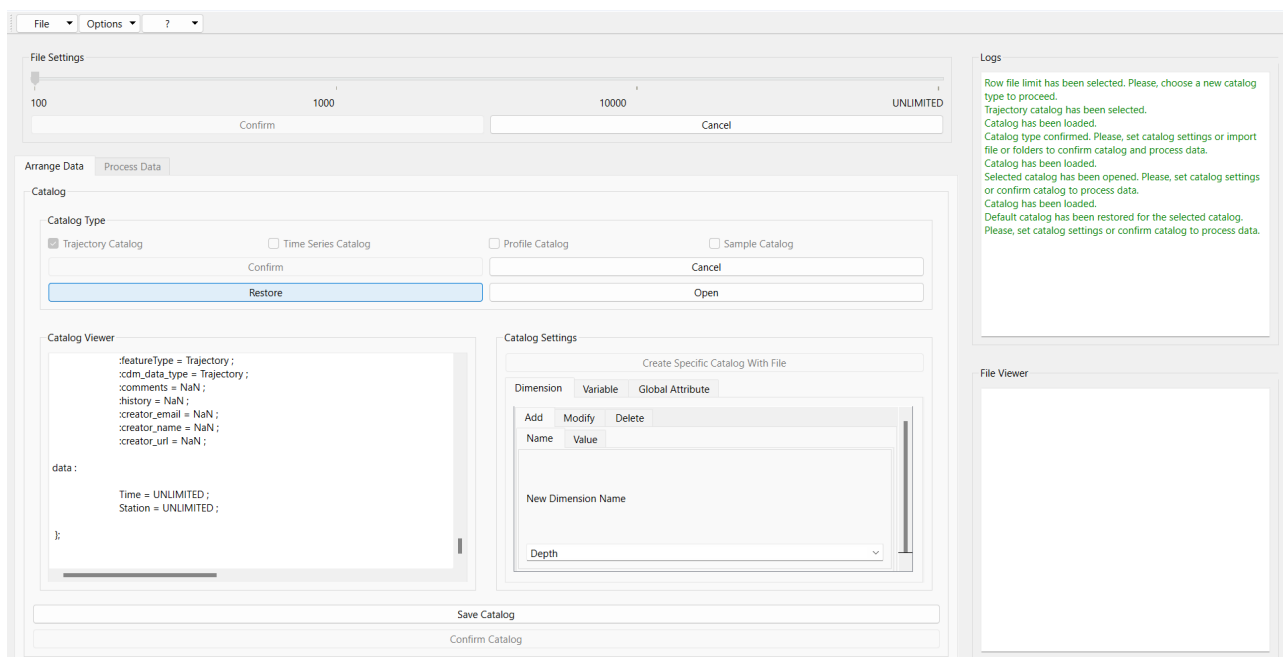 File Options ?
File Settings
100 1000 10000 UNLIMITED
Confirm Cancel
Arrange Data Process Data
Catalog
Catalog Type
Trajectory Catalog Time Series Catalog Profile Catalog Sample Catalog
Confirm Cancel
Restore Open
Catalog Viewer
:featureType = Trajectory ;
:cdm_data_type = Trajectory ;
:comments = NaN ;
:history = NaN ;
:creator_email = NaN ;
:creator_name = NaN ;
:creator_url = NaN ;
data :
Time = UNLIMITED ;
Station = UNLIMITED ;
};
Catalog Settings
Create Specific Catalog With File
Dimension Variable Global Attribute
Add Modify Delete
Name Value
New Dimension Name
Depth
Save Catalog
Confirm Catalog
Logs
Row file limit has been selected. Please, choose a new catalog
type to proceed.
Trajectory catalog has been selected.
Catalog has been loaded.
Catalog type confirmed. Please, set catalog settings or import
file or folders to confirm catalog and process data.
Catalog has been loaded.
Selected catalog has been opened. Please, set catalog settings
or confirm catalog to process data.
Catalog has been loaded.
Default catalog has been restored for the selected catalog.
Please, set catalog settings or confirm catalog to process data.
File Viewer